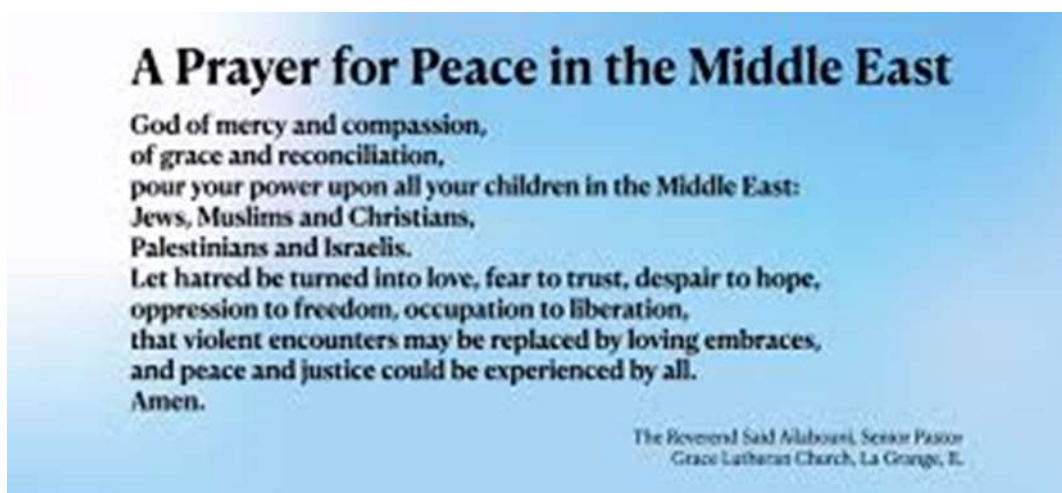 A Prayer for Peace in the Middle East
God of mercy and compassion,
of grace and reconciliation,
pour your power upon all your children in the Middle East:
Jews, Muslims and Christians,
Palestinians and Israelis.
Let hatred be turned into love, fear to trust, despair to hope,
oppression to freedom, occupation to liberation,
that violent encounters may be replaced by loving embraces,
and peace and justice could be experienced by all.
Amen.
The Reverend Said Ailabouni, Senior Pastor
Grace Lutheran Church, La Grange, IL